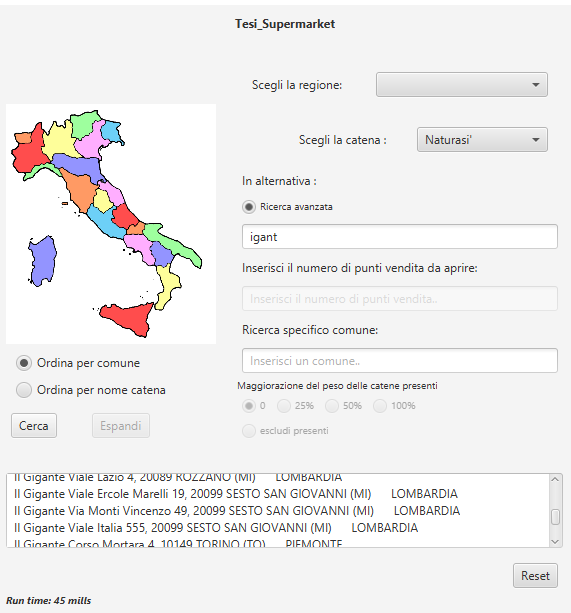 Tesi_Supermarket
Scegli la regione:
Scegli la catena :
Naturasi'
In alternativa :
Ricerca avanzata
igant
Inserisci il numero di punti vendita da aprire:
Inserisci il numero di punti vendita..
Ricerca specifico comune:
Inserisci un comune..
Ordina per comune
Ordina per nome catena
Maggiorazione del peso delle catene presenti
0 25% 50% 100%
escludi presenti
Cerca Espandi
Il Gigante Viale Lazio 4, 20089 ROZZANO (MI) LOMBARDIA
Il Gigante Viale Ercole Marelli 19, 20099 SESTO SAN GIOVANNI (MI) LOMBARDIA
Il Gigante Via Monti Vincenzo 49, 20099 SESTO SAN GIOVANNI (MI) LOMBARDIA
Il Gigante Viale Italia 555, 20099 SESTO SAN GIOVANNI (MI) LOMBARDIA
Il Gigante Corso Mortara 4, 10149 TORINO (TO) PIEMONTE
Reset
Run time: 45 mills